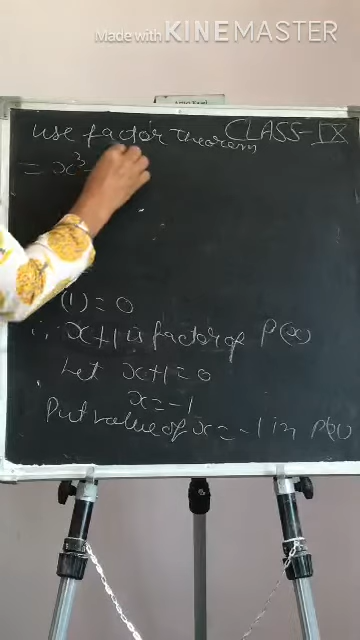 Made with KINEMASTER
use factor Theorem CLASS-IX
= x³
(1) = 0
∴ x+1 is factor of P(x)
Let x+1=0
x=-1
Put value of x=-1 in P(x)